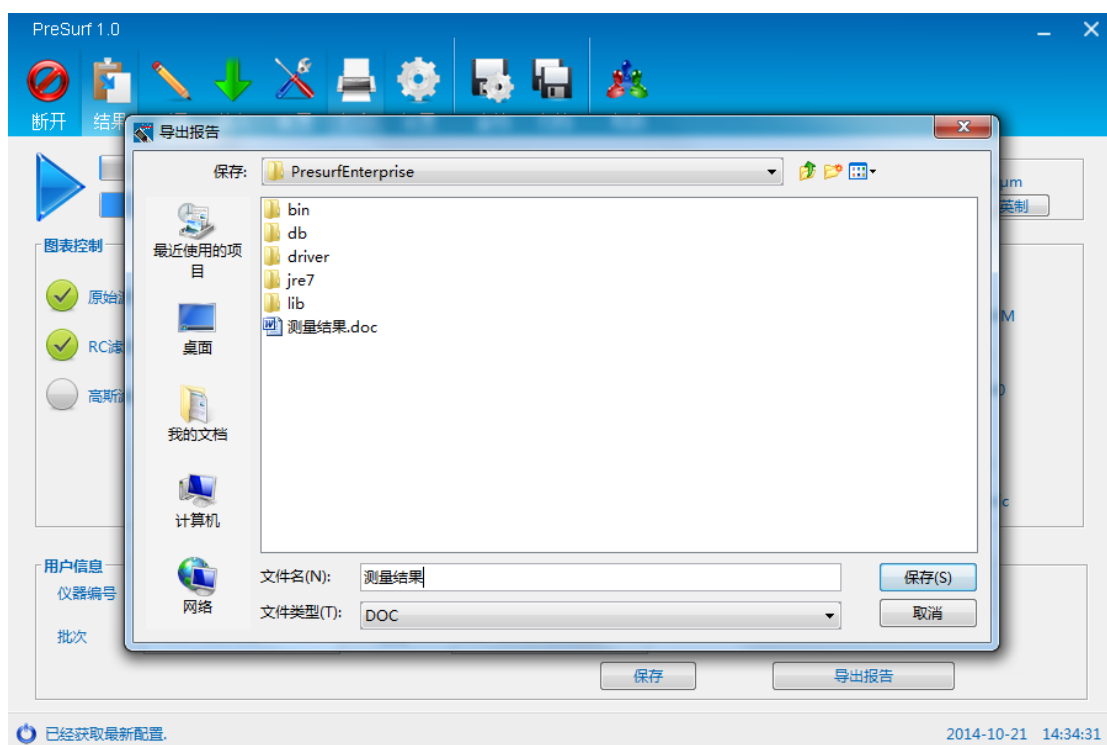 PreSurf 1.0
断开
结果
导出报告
保存:
PresurfEnterprise
um
英制
最近使用的项
目
桌面
我的文档
计算机
网络
bin
db
driver
jre7
lib
测量结果.doc
图表控制
原始
RC滤
高斯
M
c
文件名(N):
测量结果
保存(S)
文件类型(T):
DOC
取消
用户信息
仪器编号
批次
保存
导出报告
已经获取最新配置.
2014-10-21 14:34:31